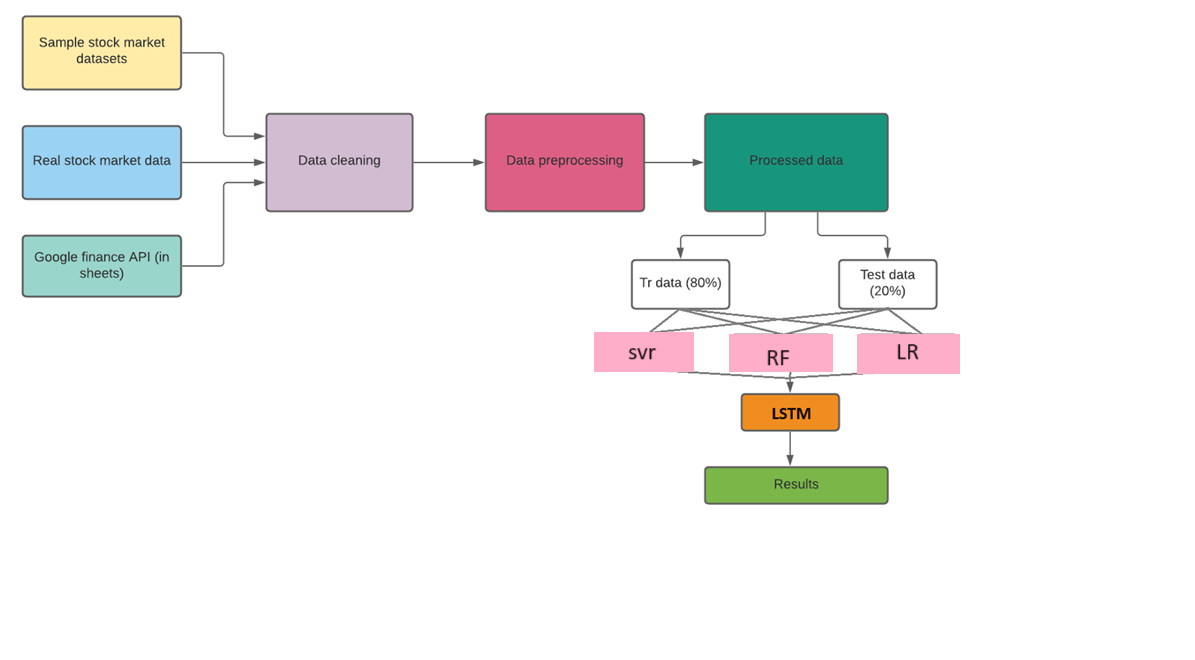 Sample stock market
datasets
Real stock market data
Google finance API (in
sheets)
Data cleaning
Data preprocessing
Processed data
Tr data (80%)
Test data
(20%)
svr
RF
LR
LSTM
Results